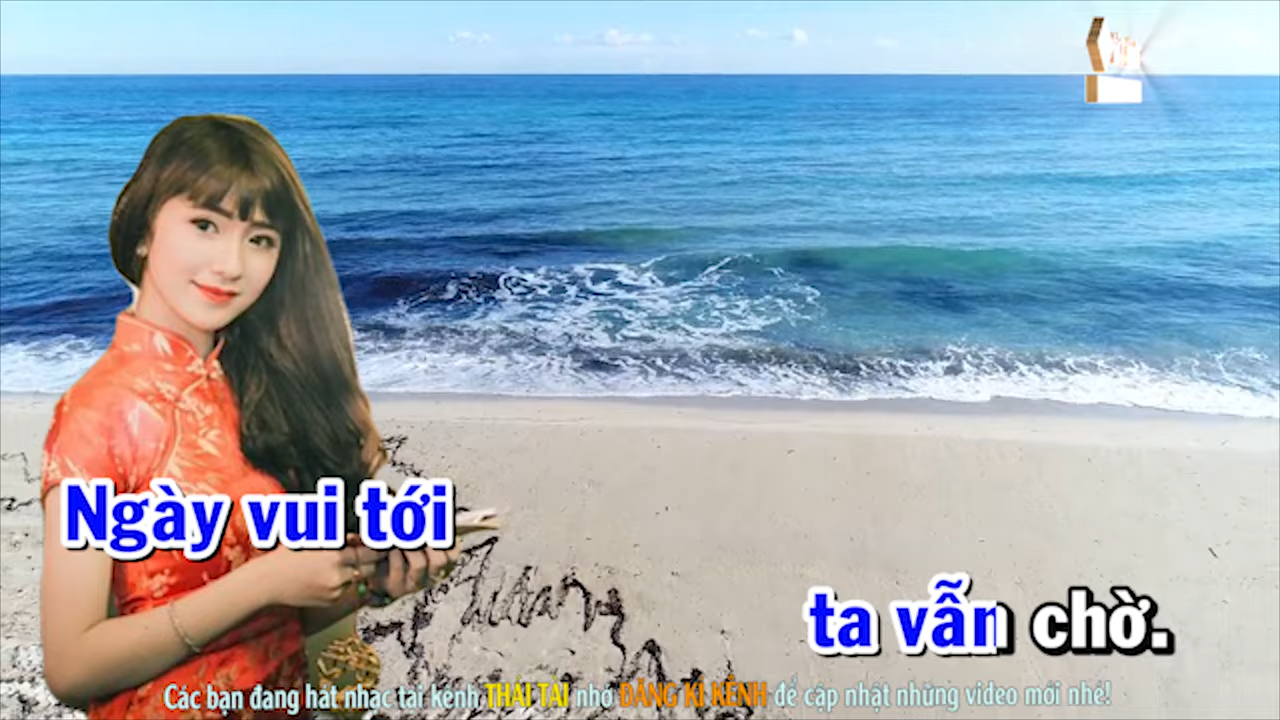 Ngày vui tới
ta vẫn chờ.
Các bạn đang hát nhạc tại kênh THÁI TÀI nhớ ĐĂNG KÍ KÊNH để cập nhật những video mới nhé!